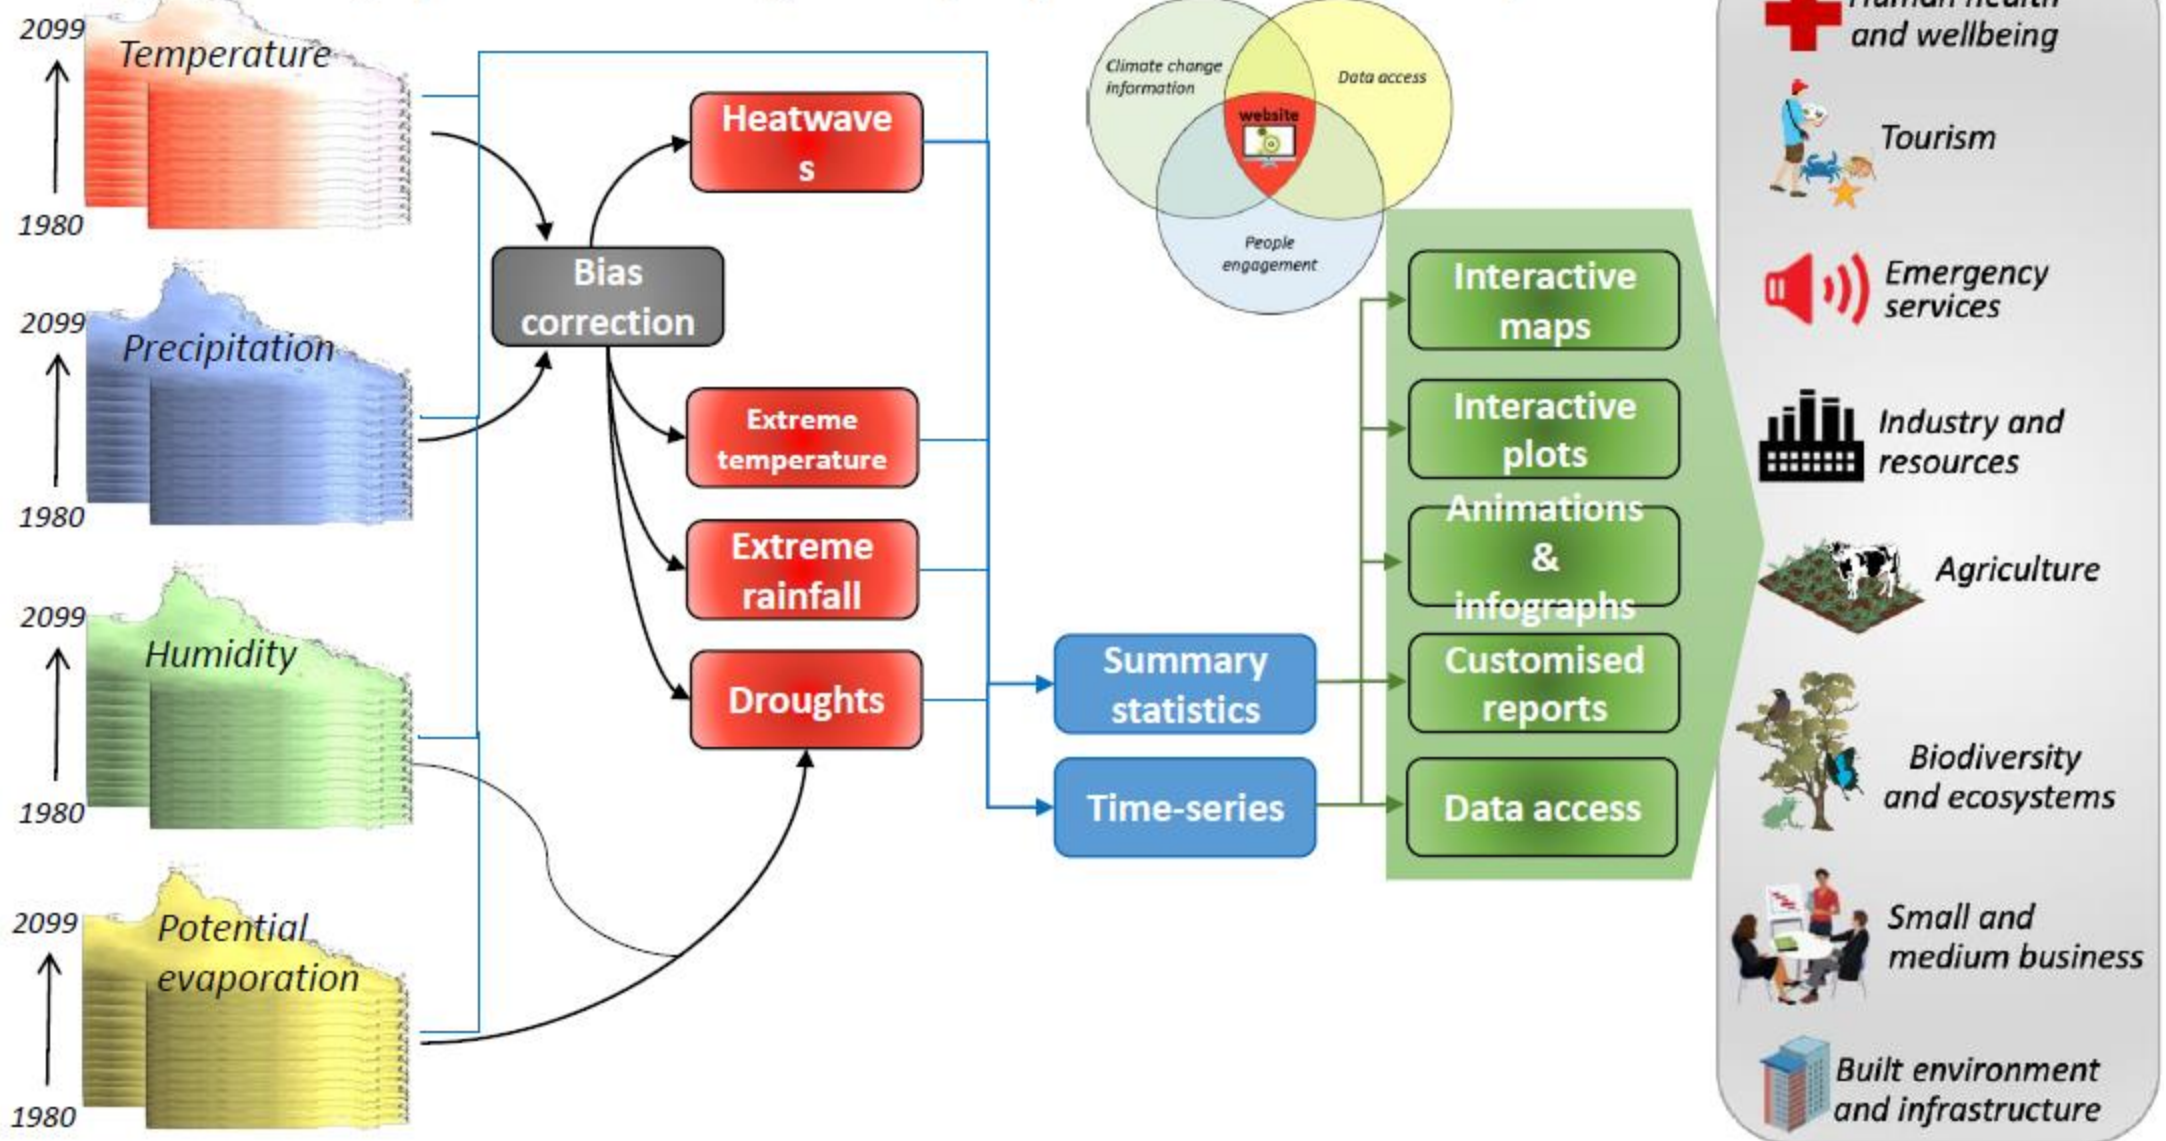 2099
Temperature
1980
2099
Precipitation
1980
2099
Humidity
1980
2099
Potential
evaporation
1980
Bias
correction
Heatwave
s
Extreme
temperature
Extreme
rainfall
Droughts
Summary
statistics
Time-series
Climate change
information
Data access
website
People
engagement
Interactive
maps
Interactive
plots
Animations
&
infographs
Customised
reports
Data access
Human health
and wellbeing
Tourism
Emergency
services
Industry and
resources
Agriculture
Biodiversity
and ecosystems
Small and
medium business
Built environment
and infrastructure